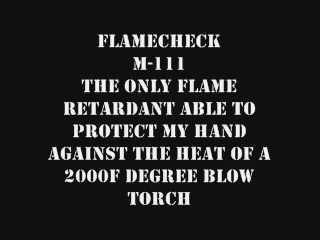 FLAMECHECK
M-111
THE ONLY FLAME
RETARDANT ABLE TO
PROTECT MY HAND
AGAINST THE HEAT OF A
2000F DEGREE BLOW
TORCH